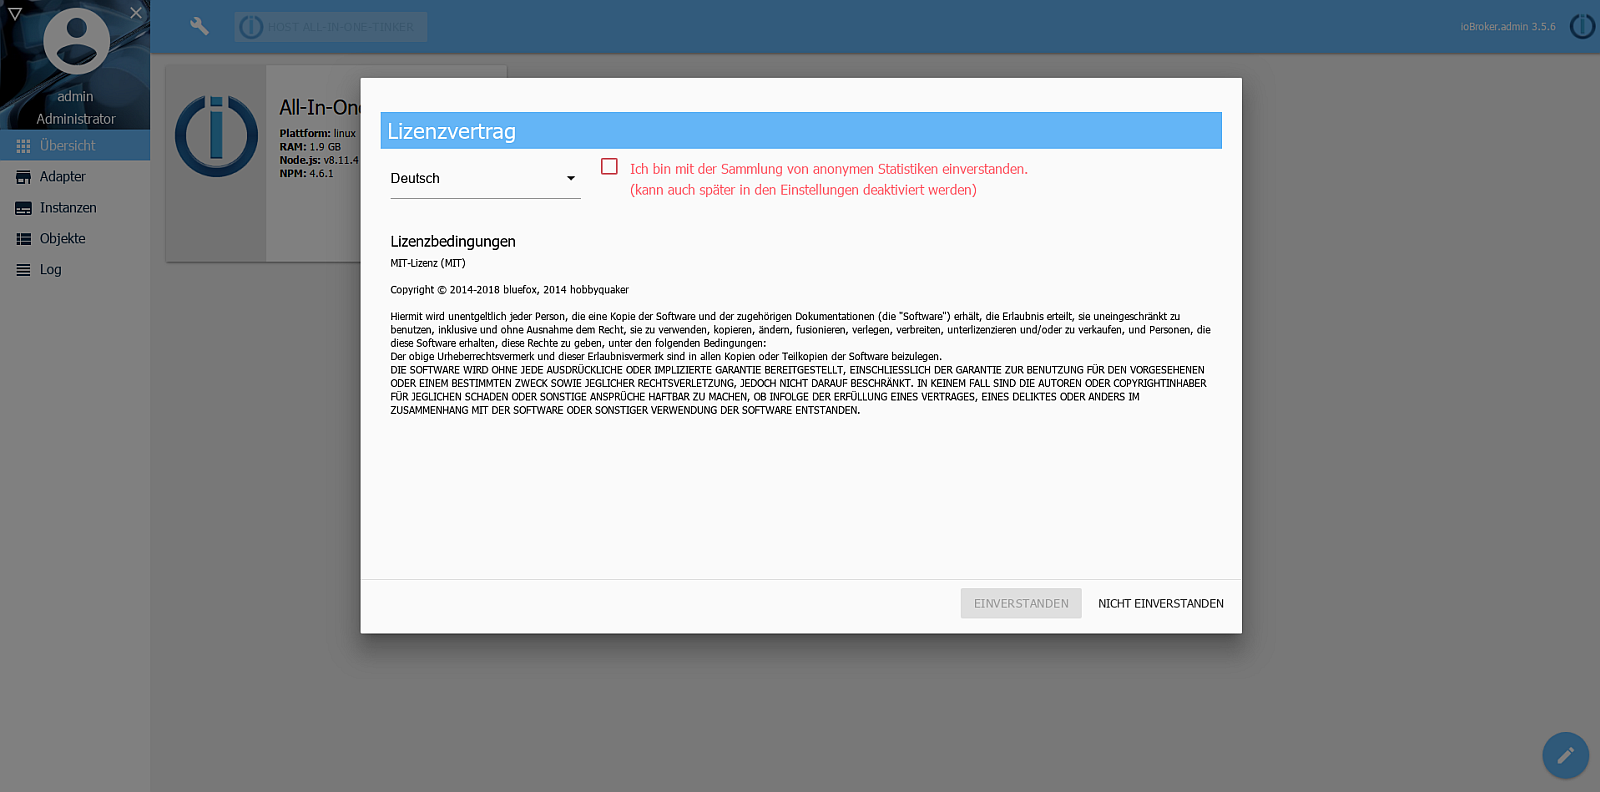 admin
Administrator
Übersicht
Adapter
Instanzen
Objekte
Log
HOST ALL-IN-ONE-TINKER
ioBroker.admin 3.5.6
All-In-One
Plattform: linux
RAM: 1.9 GB
Node.js: v8.11.4
NPM: 4.6.1
Lizenzvertrag
Deutsch
Ich bin mit der Sammlung von anonymen Statistiken einverstanden.
(kann auch später in den Einstellungen deaktiviert werden)
Lizenzbedingungen
MIT-Lizenz (MIT)
Copyright © 2014-2018 bluefox, 2014 hobbyquaker
Hiermit wird unentgeltlich jeder Person, die eine Kopie der Software und der zugehörigen Dokumentationen (die "Software") erhält, die Erlaubnis erteilt, sie uneingeschränkt zu
benutzen, inklusive und ohne Ausnahme dem Recht, sie zu verwenden, kopieren, ändern, fusionieren, verlegen, verbreiten, unterlizenzieren und/oder zu verkaufen, und Personen, die
diese Software erhalten, diese Rechte zu geben, unter den folgenden Bedingungen:
Der obige Urheberrechtsvermerk und dieser Erlaubnisvermerk sind in allen Kopien oder Teilkopien der Software beizulegen.
DIE SOFTWARE WIRD OHNE JEDE AUSDRÜCKLICHE ODER IMPLIZIERTE GARANTIE BEREITGESTELLT, EINSCHLIESSLICH DER GARANTIE ZUR BENUTZUNG FÜR DEN VORGESEHENEN
ODER EINEM BESTIMMTEN ZWECK SOWIE JEGLICHER RECHTSVERLETZUNG, JEDOCH NICHT DARAUF BESCHRÄNKT. IN KEINEM FALL SIND DIE AUTOREN ODER COPYRIGHTINHABER
FÜR JEGLICHEN SCHADEN ODER SONSTIGE ANSPRÜCHE HAFTBAR ZU MACHEN, OB INFOLGE DER ERFÜLLUNG EINES VERTRAGES, EINES DELIKTES ODER ANDERS IM
ZUSAMMENHANG MIT DER SOFTWARE ODER SONSTIGER VERWENDUNG DER SOFTWARE ENTSTANDEN.
EINVERSTANDEN
NICHT EINVERSTANDEN